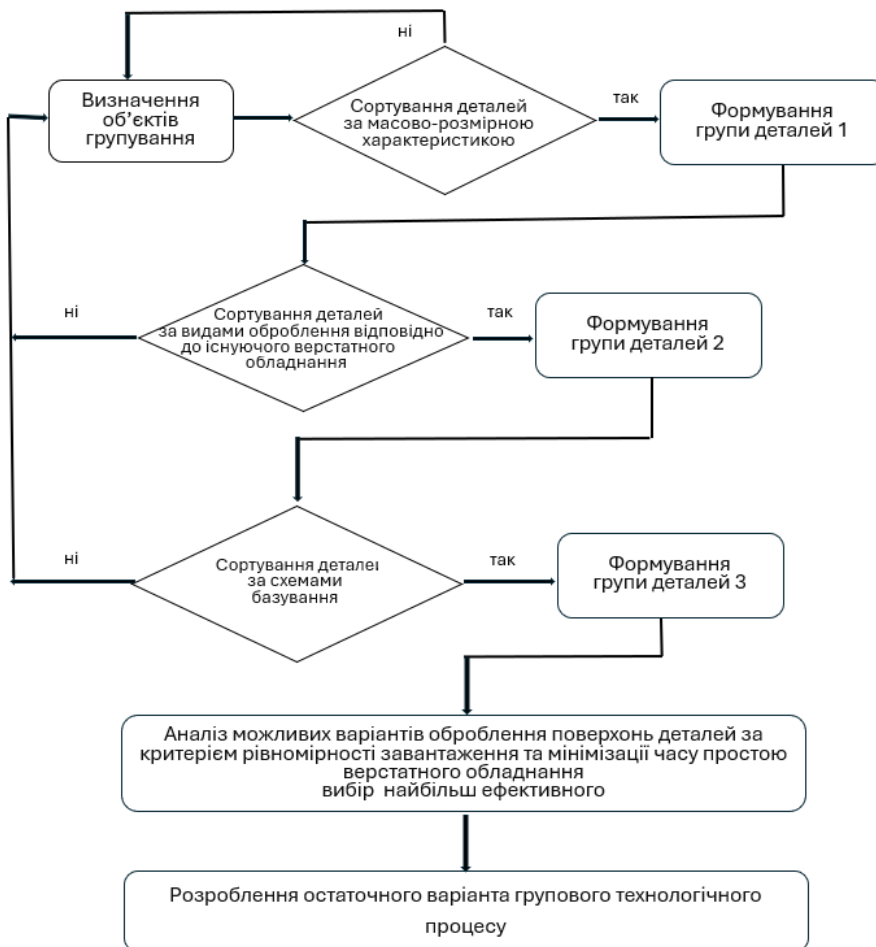 ні
Визначення
об’єктів
групування
Сортування деталей
за масово-розмірною
характеристикою
так
Формування
групи деталей 1
ні
Сортування деталей
за видами оброблення відповідно
до існуючого верстатного
обладнання
так
Формування
групи деталей 2
ні
Сортування деталей
за схемами
базування
так
Формування
групи деталей 3
Аналіз можливих варіантів оброблення поверхонь деталей за
критерієм рівномірності завантаження та мінімізації часу простою
верстатного обладнання
вибір найбільш ефективного
Розроблення остаточного варіанта групового технологічного
процесу